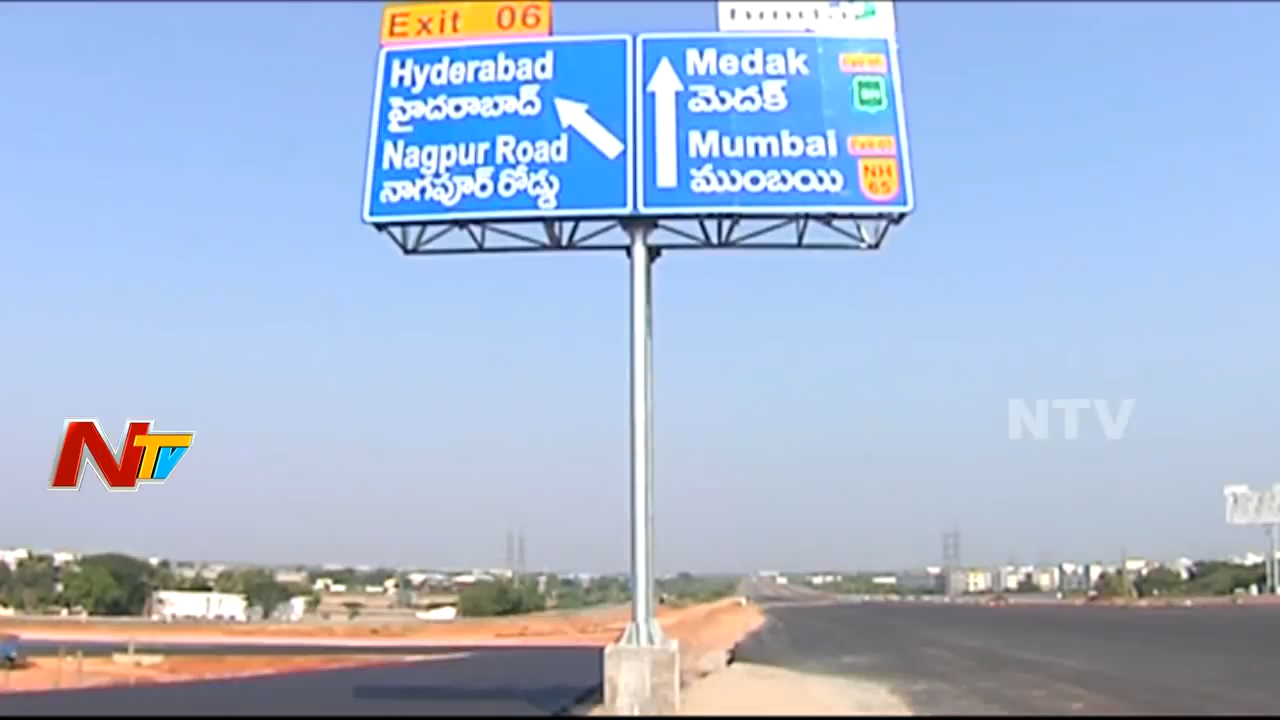 Exit 06
Hyderabad
హైదరాబాద్
Nagpur Road
నాగపూర్ రోడ్డు
Medak
మెదక్
Mumbai
ముంబయి
NH
65
NTV
NTV